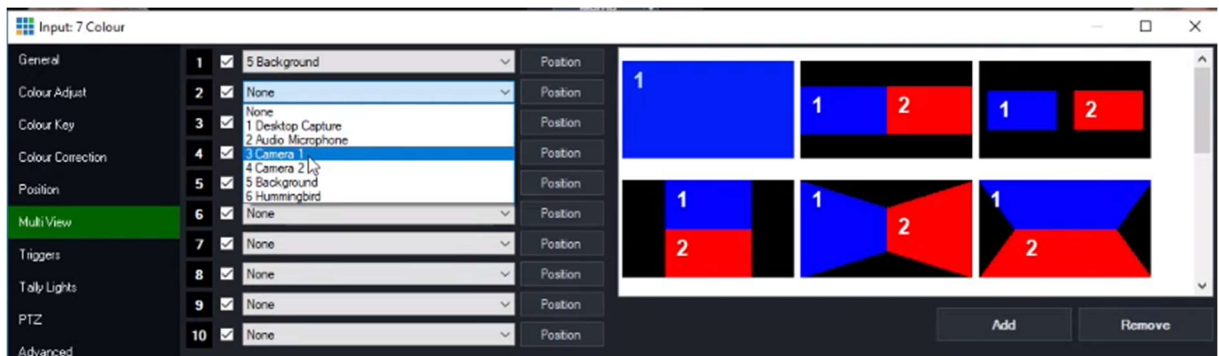 Input: 7 Colour
General
Colour Adjust
Colour Key
Colour Correction
Position
Multi View
Triggers
Tally Lights
PTZ
Advanced
1 5 Background Position
2 None Position
None
1 Desktop Capture
2 Audio Microphone
3 Camera 1
4 Camera 2
5 Background
6 Hummingbird
3 Position
4 Position
5 Position
6 None Position
7 None Position
8 None Position
9 None Position
10 None Position
1
1 2
1 2
1
2
1 2
1
2
Add Remove